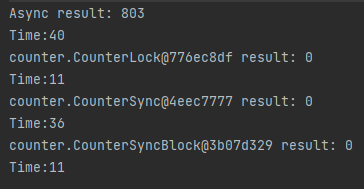 Async result: 803
Time:40
counter.CounterLock@776ec8df result: 0
Time:11
counter.CounterSync@4eec7777 result: 0
Time:36
counter.CounterSyncBlock@3b07d329 result: 0
Time:11